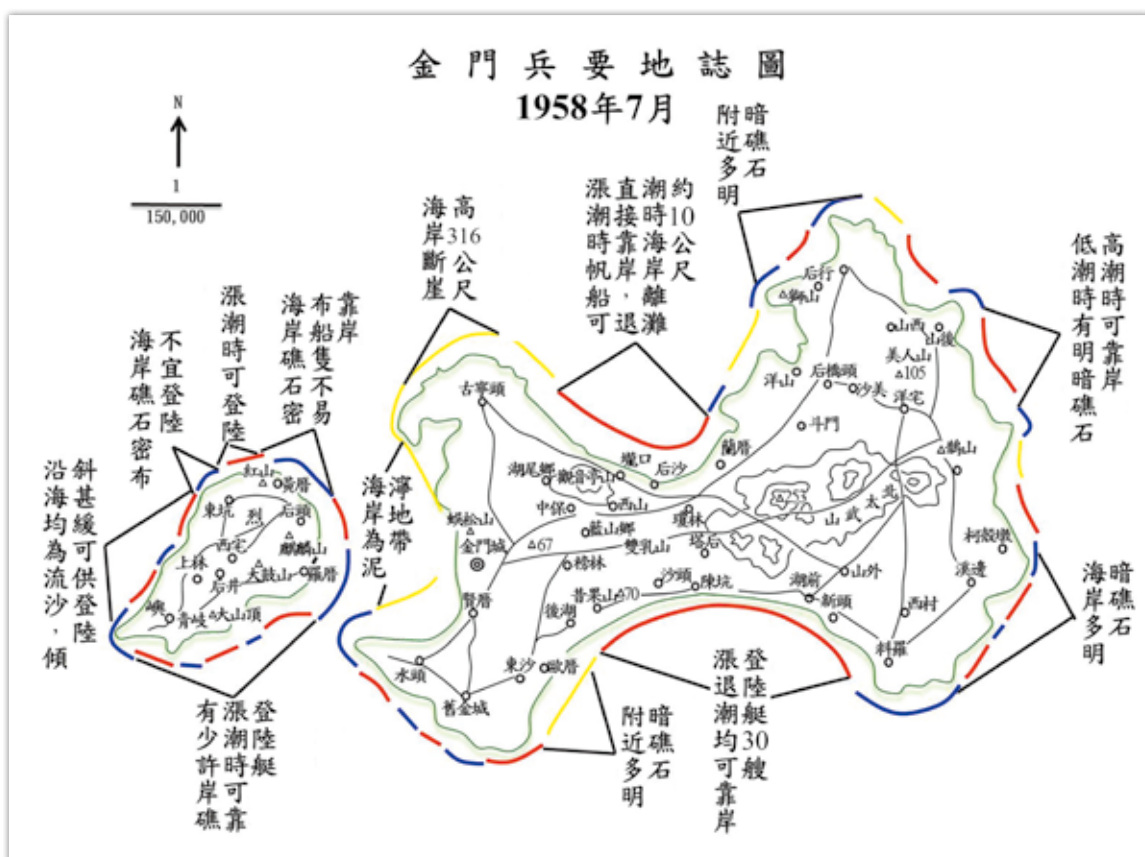 金門兵要地誌圖
1958年7月
N
1
150,000
附近多明
暗礁石
漲潮時帆船可
直接靠岸，退
潮時海岸離灘
約10公尺
海岸斷崖
高316公尺
低潮時有明暗礁石
高潮時可靠岸
海岸礁石密
布船隻不易
靠岸
漲潮時可登陸
海岸礁石密布
不宜登陸
沿海均為流沙，傾
斜甚緩可供登陸
海岸為泥
濘地帶
后行
獅山
山西
山後
美人山
105
洋山
后橋頭
沙美
洋宅
斗門
古寧頭
蘭厝
鵲山
隴口
后沙
湖尾鄉
觀音亭山
西山
中保
253
北太武山
瓊林
蜈蚣山
金門城
67
藍山鄉
雙乳山
塔后
榜林
柯殼墩
沙頭
陳坑
湖前
山外
溪邊
昔果山
70
新頭
西村
賢厝
後湖
料羅
水頭
東沙
歐厝
舊金城
紅山
黃厝
東坑
烈嶼
后頭
西宅
麒麟山
上林
后井
大鼓山
羅厝
青岐
大山頂
海岸多明
暗礁石
有少許岸礁
漲潮時可靠
登陸艇
附近多明
暗礁石
漲退潮均可靠岸
登陸艇30艘